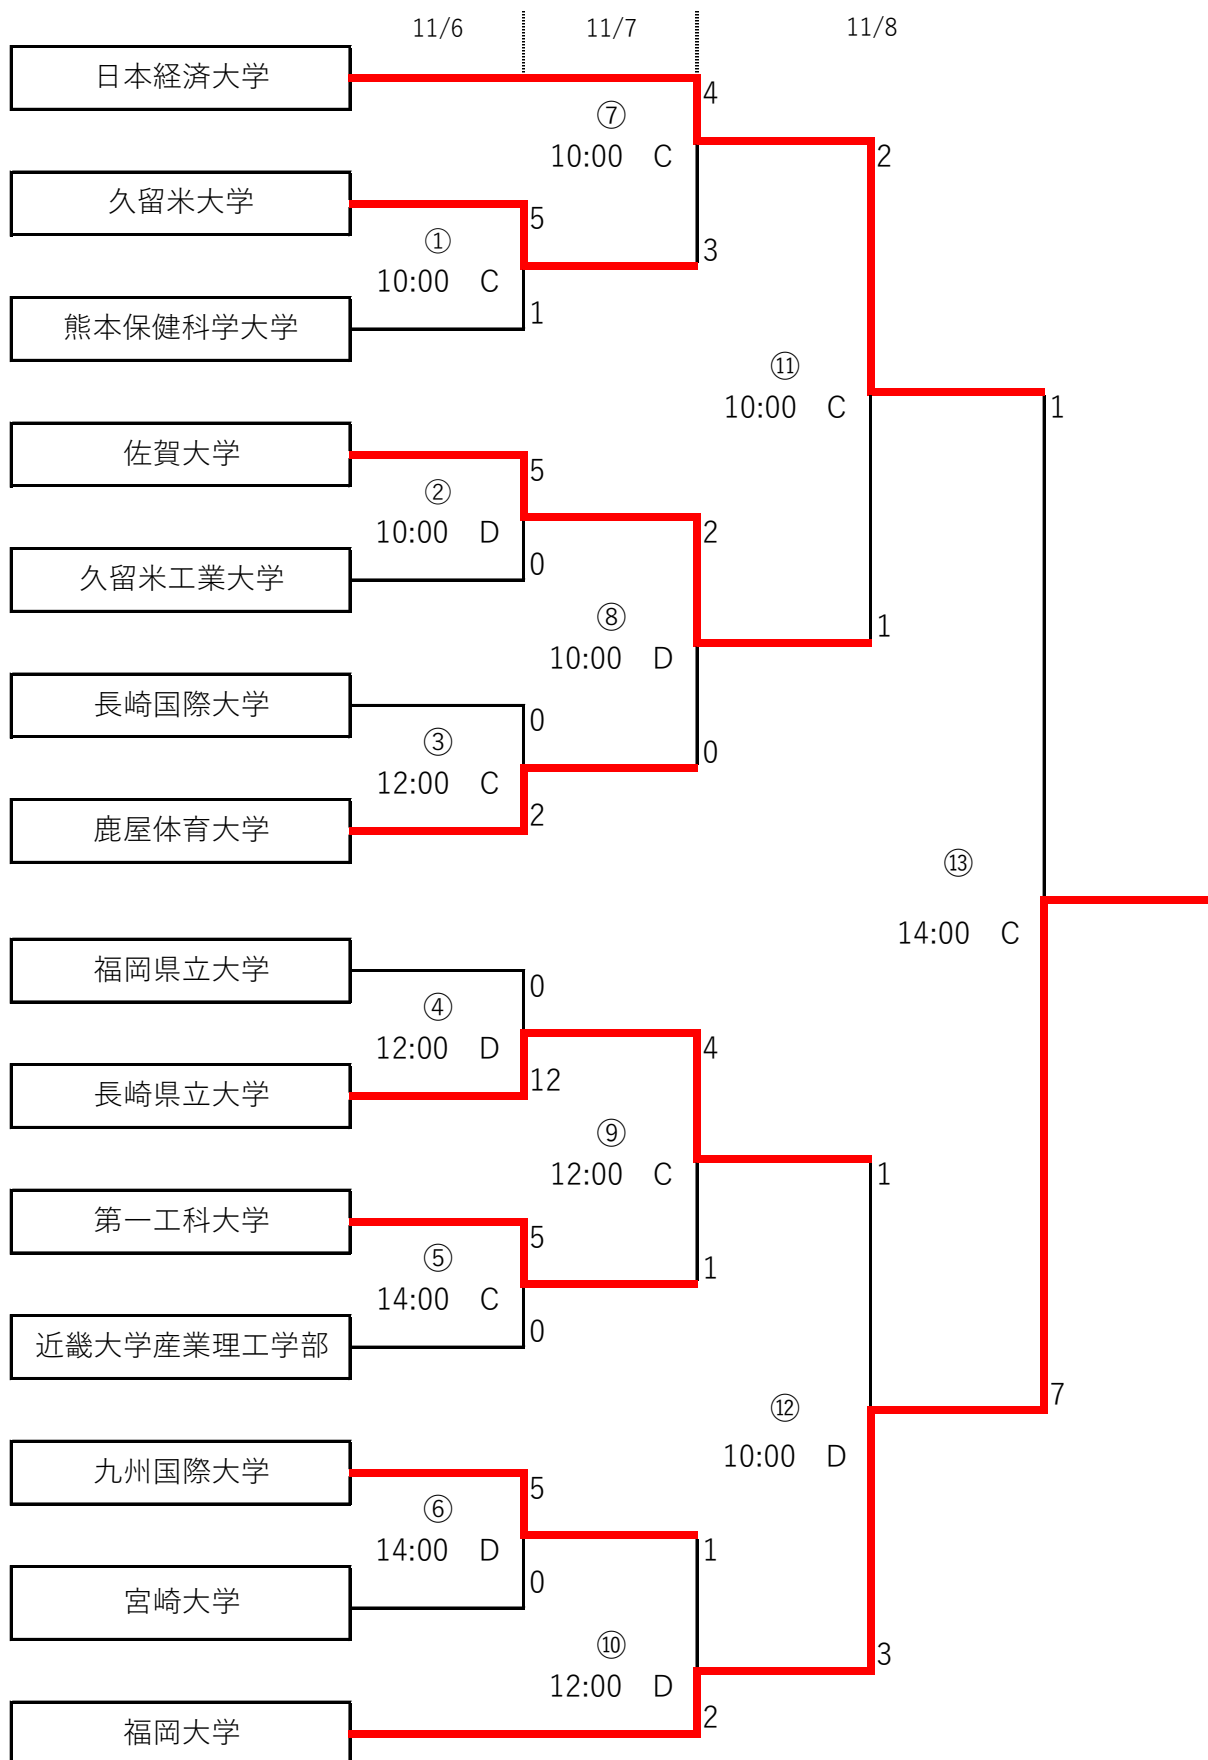 11/6 11/7 11/8
日本経済大学
4
⑦
10:00 C
2
久留米大学
5
①
10:00 C
3
熊本保健科学大学
1
⑪
10:00 C
1
佐賀大学
5
②
10:00 D
2
久留米工業大学
0
⑧
10:00 D
1
長崎国際大学
0
③
12:00 C
0
鹿屋体育大学
2
⑬
14:00 C
福岡県立大学
0
④
12:00 D
4
長崎県立大学
12
⑨
12:00 C
1
第一工科大学
5
⑤
14:00 C
1
近畿大学産業理工学部
0
7
⑫
10:00 D
九州国際大学
5
⑥
14:00 D
1
宮崎大学
0
⑩
12:00 D
3
福岡大学
2